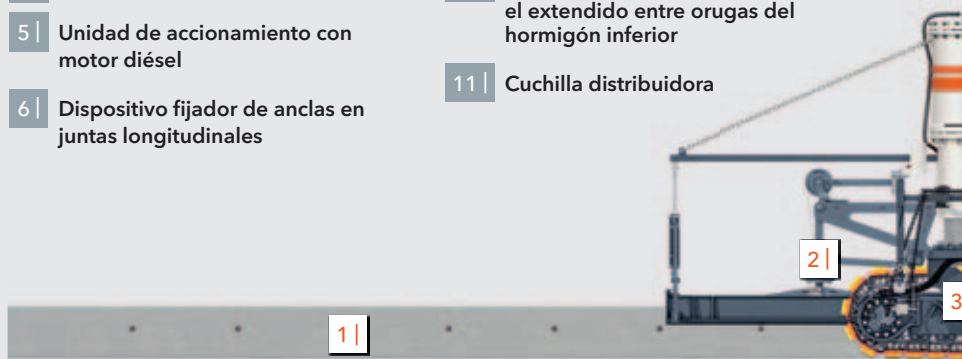 5 | Unidad de accionamiento con
motor diésel
6 | Dispositivo fijador de anclas en
juntas longitudinales
el extendido entre orugas del
hormigón inferior
11 | Cuchilla distribuidora
2 |
3
1 |